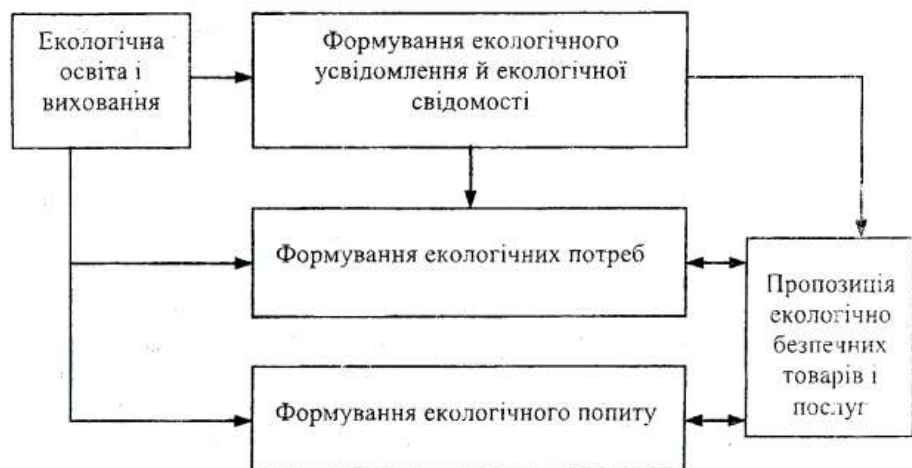 Екологічна
освіта і
виховання
Формування екологічного
усвідомлення й екологічної
свідомості
Формування екологічних потреб
Пропозиція
екологічно
безпечних
товарів і
послуг
Формування екологічного попиту